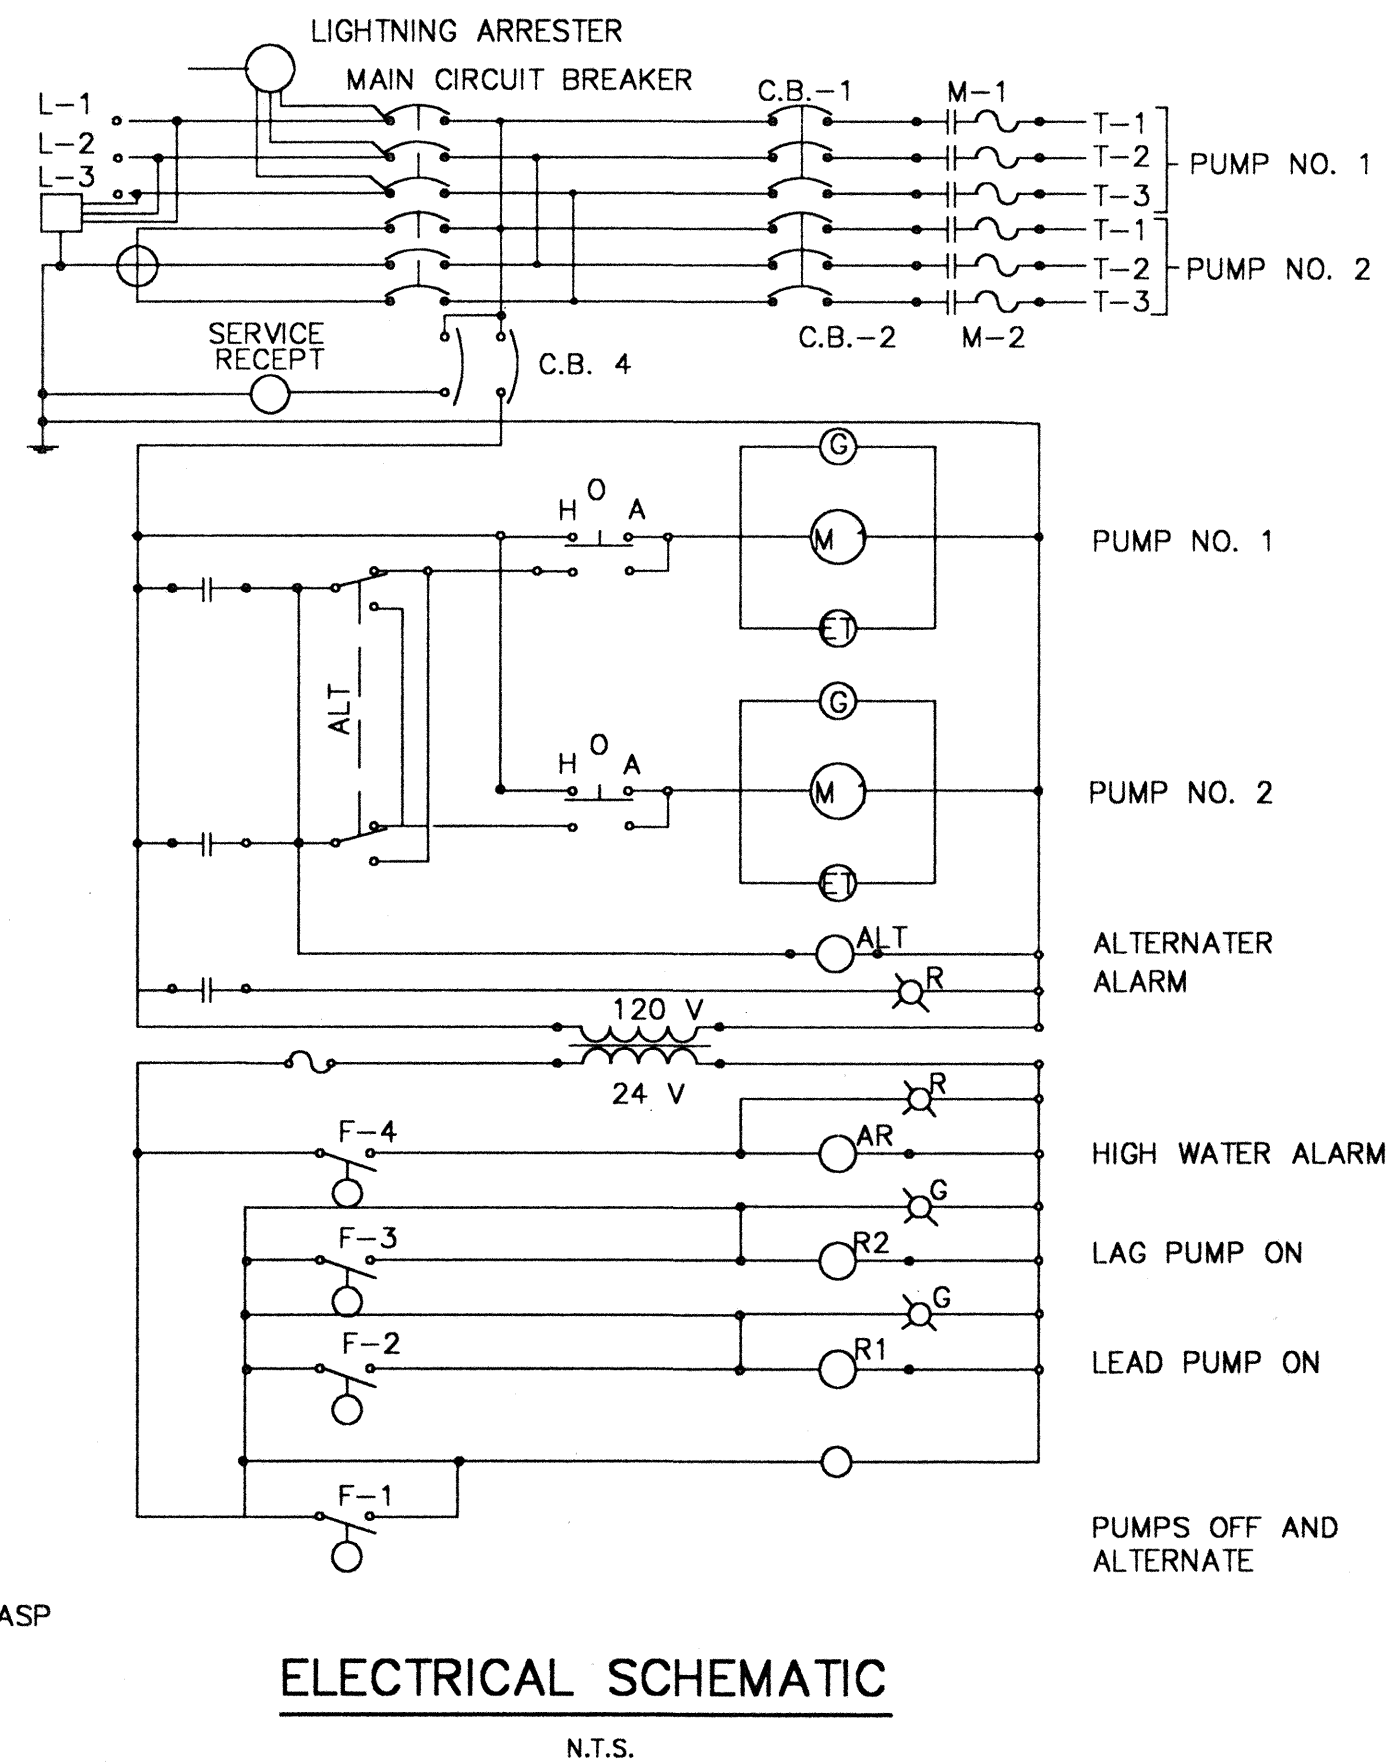 LIGHTNING ARRESTER
MAIN CIRCUIT BREAKER
C.B.-1
M-1
L-1
T-1
L-2
T-2
PUMP NO. 1
L-3
T-3
T-1
T-2
PUMP NO. 2
T-3
SERVICE
RECEPT
C.B.-2
M-2
C.B. 4
G
H O A
M
PUMP NO. 1
ET
ALT
G
H O A
M
PUMP NO. 2
ET
ALT
ALTERNATER
R
ALARM
120 V
24 V
R
F-4
AR
HIGH WATER ALARM
G
F-3
R2
LAG PUMP ON
G
F-2
R1
LEAD PUMP ON
F-1
PUMPS OFF AND
ALTERNATE
ASP
ELECTRICAL SCHEMATIC
N.T.S.